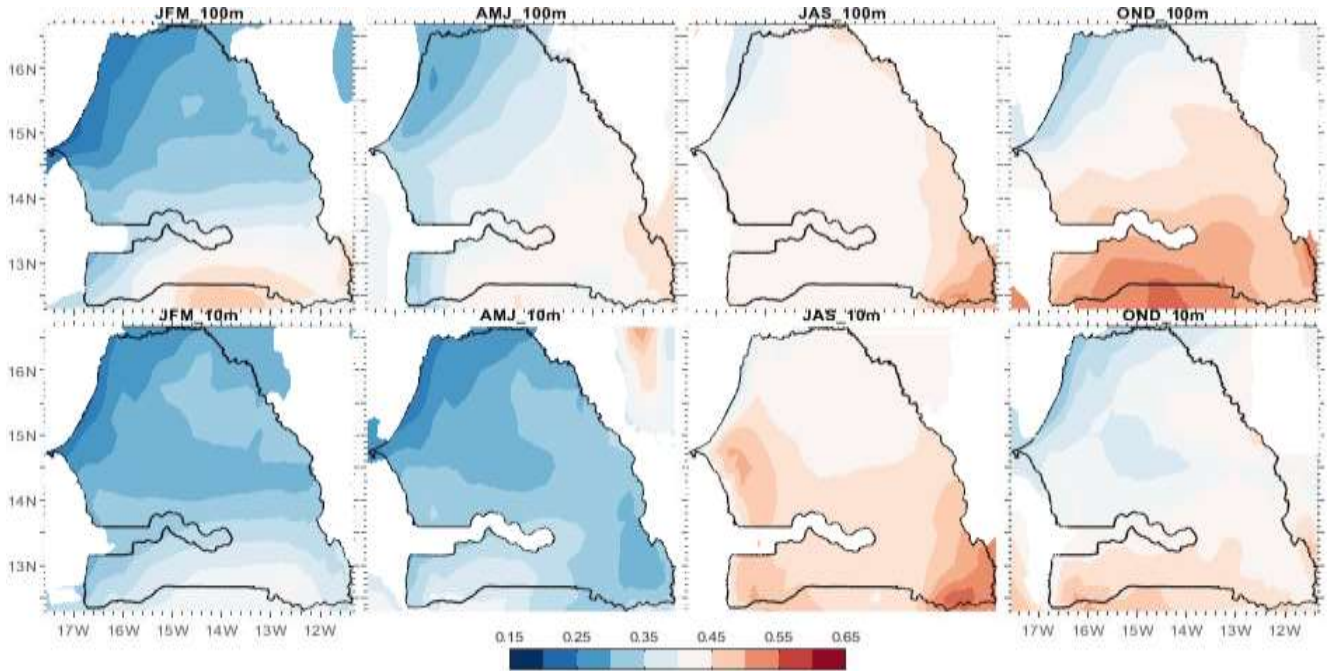 JFM_100m AMJ_100m JAS_100m OND_100m
16N
15N
14N
13N
JFM_10m AMJ_10m JAS_10m OND_10m
16N
15N
14N
13N
17W 16W 15W 14W 13W 12W 17W 16W 15W 14W 13W 12W
0.15 0.25 0.35 0.45 0.55 0.65